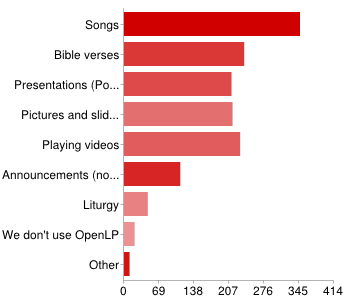 Songs
Bible verses
Presentations (Po...
Pictures and slid...
Playing videos
Announcements (no...
Liturgy
We don't use OpenLP
Other
0 69 138 207 276 345 414